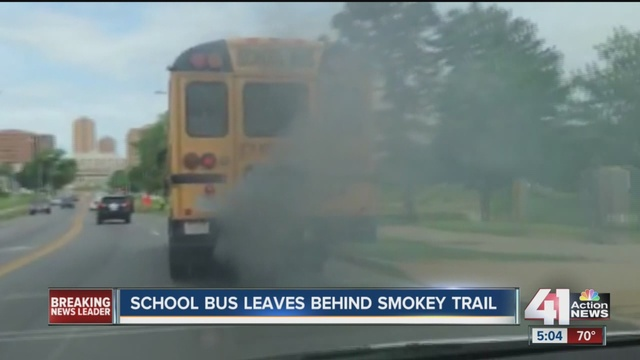 BREAKING
NEWS LEADER
SCHOOL BUS LEAVES BEHIND SMOKEY TRAIL
41 Action
NEWS
5:04 70°